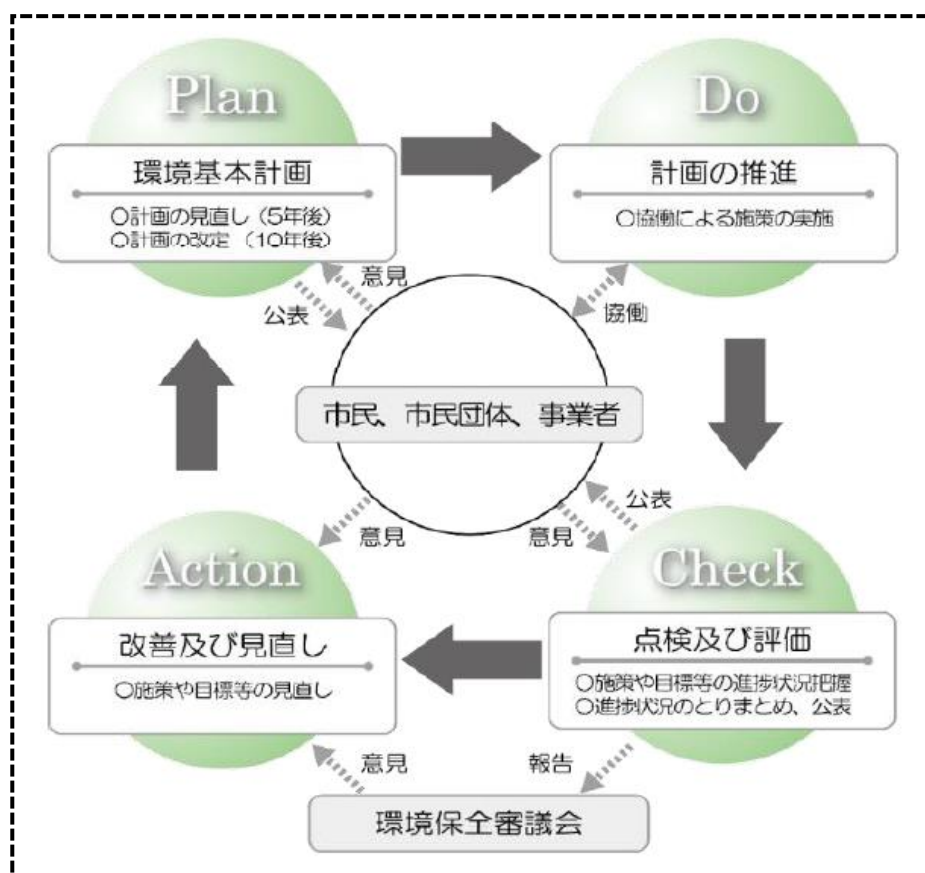 Plan
環境基本計画
○計画の見直し（5年後）
○計画の改定 （10年後）
Do
計画の推進
○協働による施策の実施
意見
公表
協働
市民、市民団体、事業者
公表
意見
意見
Action
改善及び見直し
○施策や目標等の見直し
Check
点検及び評価
○施策や目標等の進捗状況把握
○進捗状況のとりまとめ、公表
意見
報告
環境保全審議会